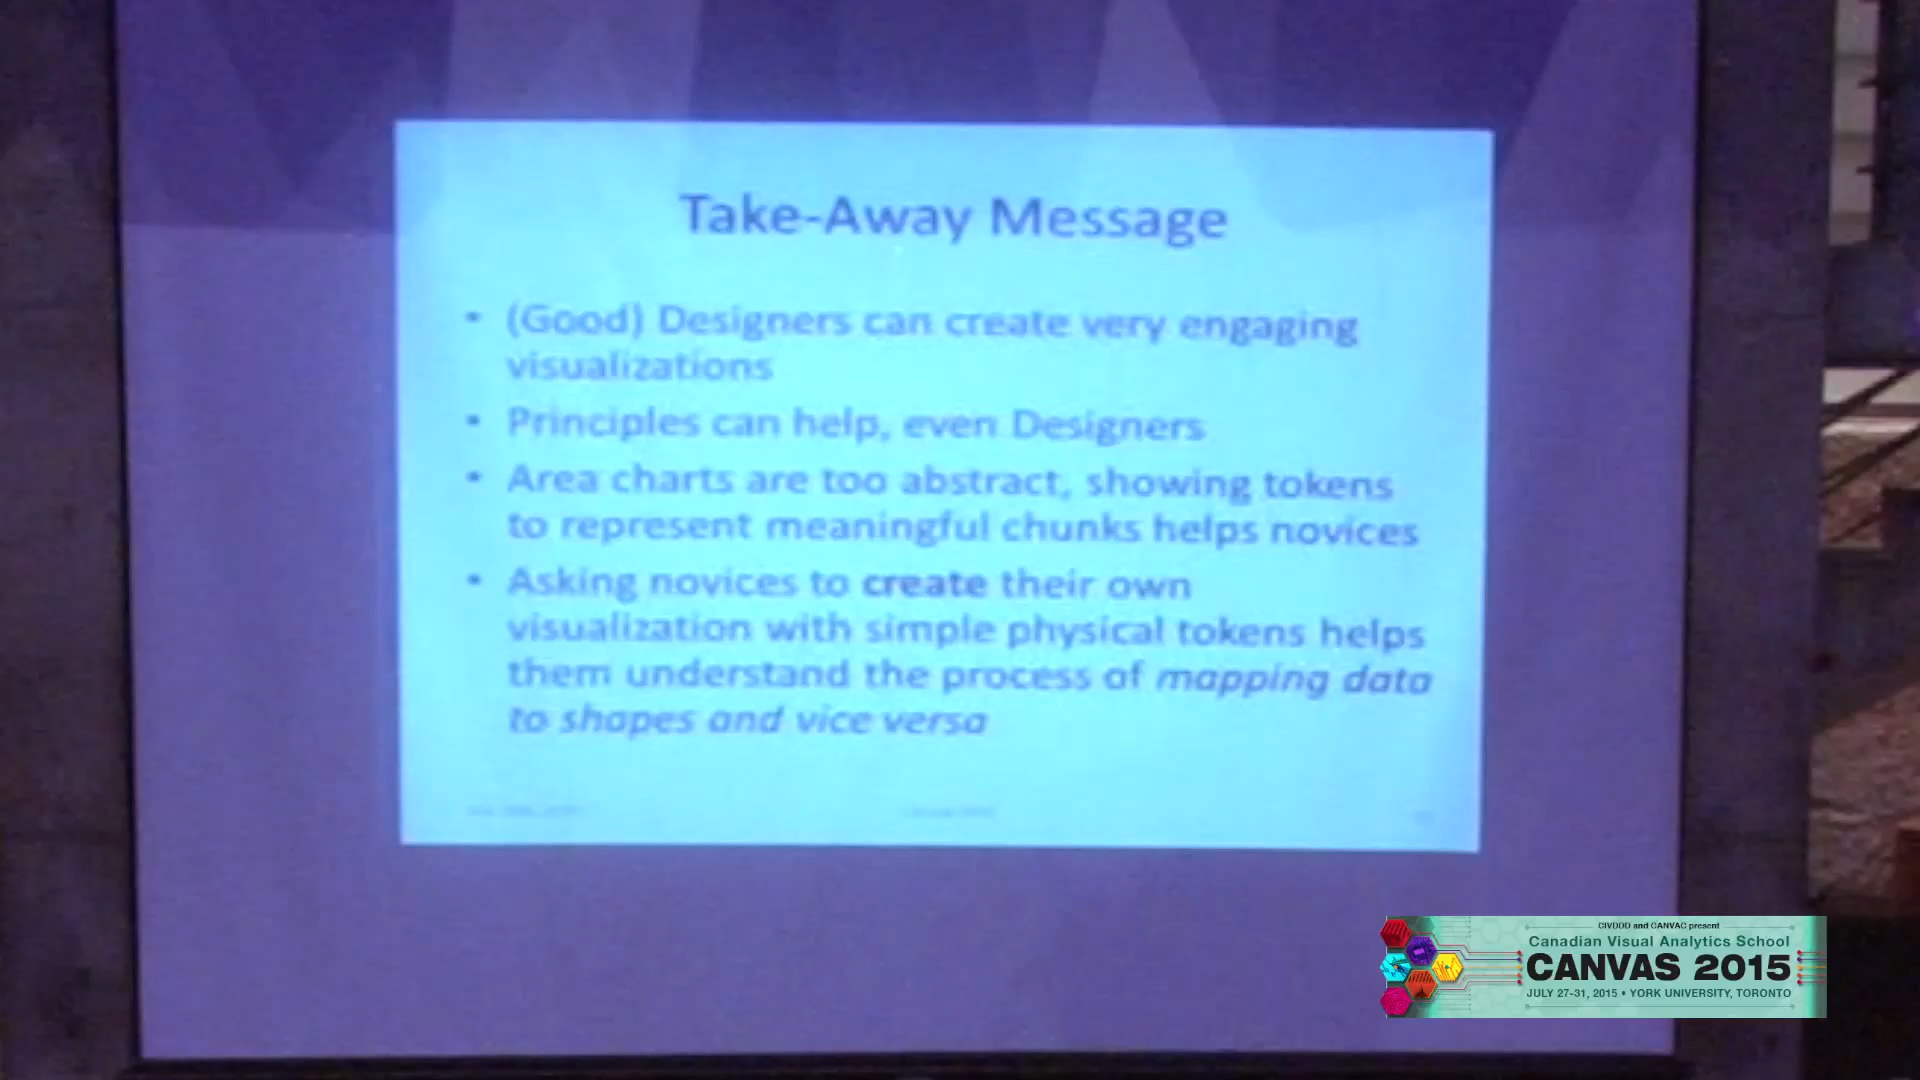 Take-Away Message
• (Good) Designers can create very engaging
visualizations
• Principles can help, even Designers
• Area charts are too abstract, showing tokens
to represent meaningful chunks helps novices
• Asking novices to create their own
visualization with simple physical tokens helps
them understand the process of mapping data
to shapes and vice versa
CIVDDD and CANVAC present
Canadian Visual Analytics School
CANVAS 2015
JULY 27-31, 2015 • YORK UNIVERSITY, TORONTO